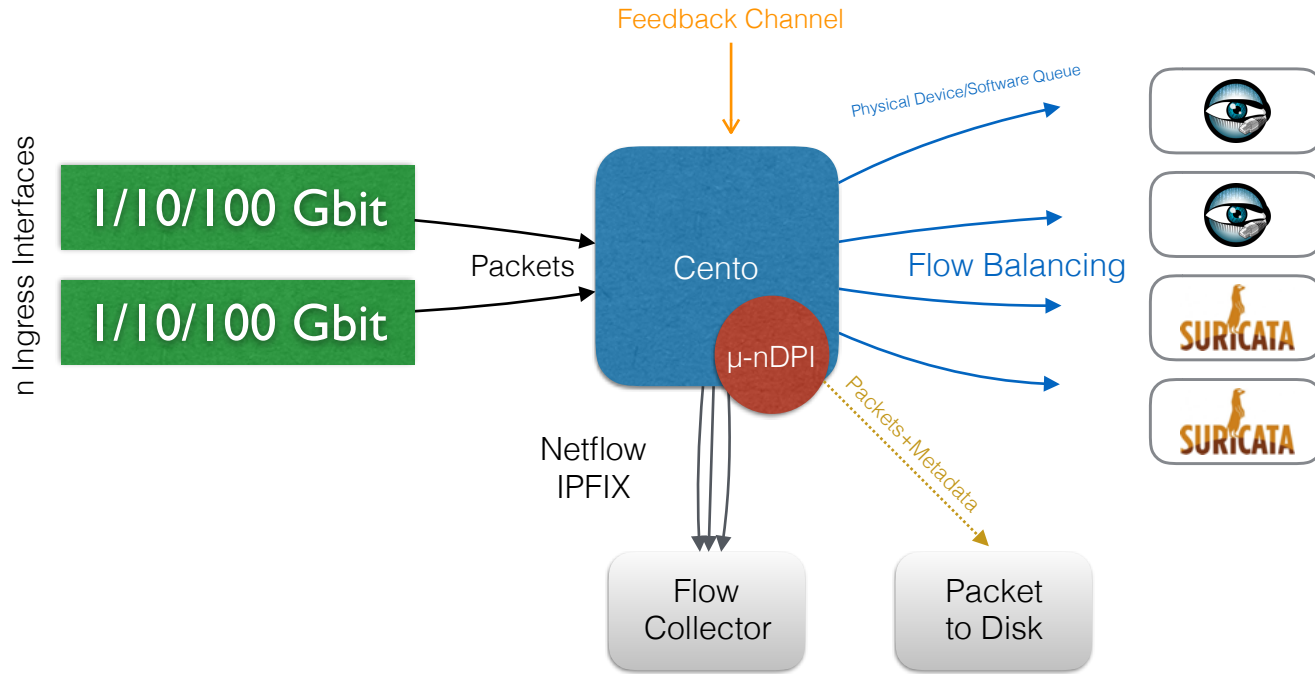 Feedback Channel
Physical Device/Software Queue
n Ingress Interfaces
1/10/100 Gbit
1/10/100 Gbit
Packets
Cento
µ-nDPI
Flow Balancing
SURICATA
SURICATA
Packets+Metadata
Netflow
IPFIX
Flow
Collector
Packet
to Disk